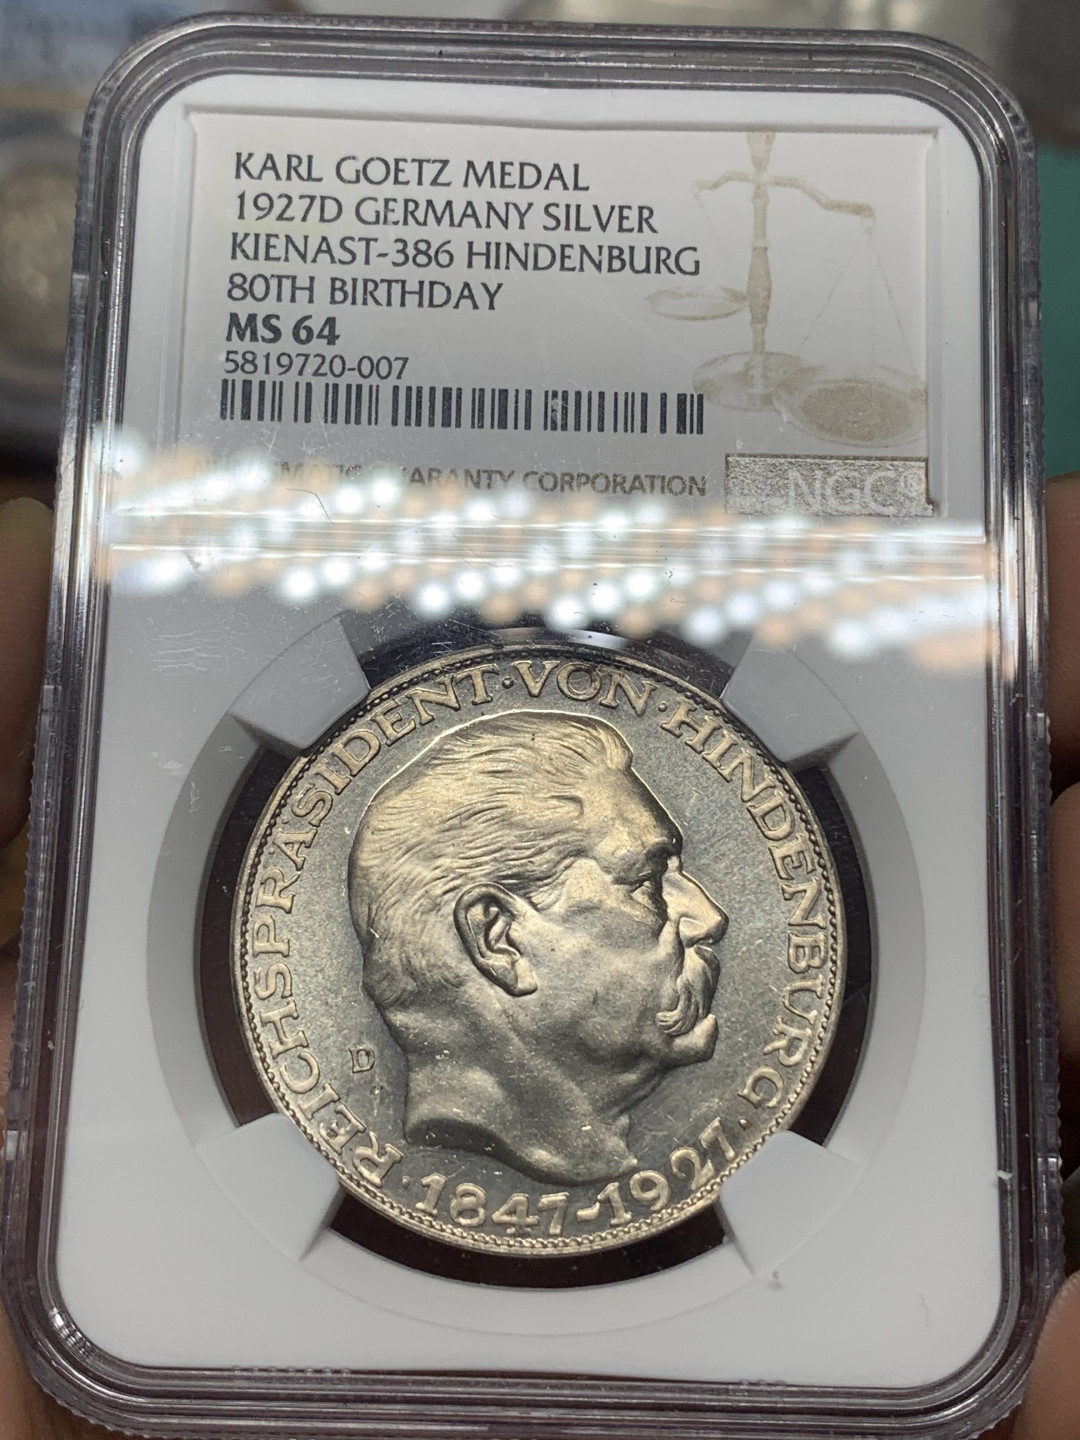 KARL GOETZ MEDAL
1927D GERMANY SILVER
KIENAST-386 HINDENBURG
80TH BIRTHDAY
MS 64
5819720-007
CORPORATION
NGC
REICHSPRÄSIDENT·VON·HINDENBURG·
·1847-1927·
D